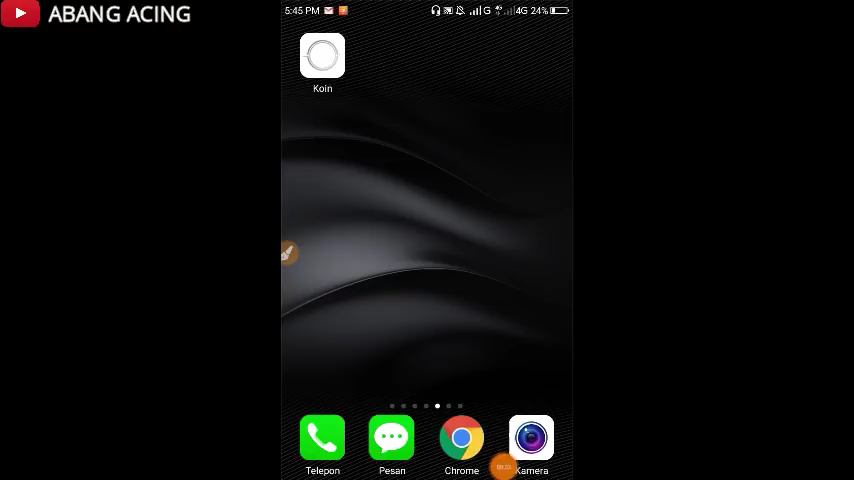 ABANG ACING
5:45 PM
G 4G 24%
Koin
Telepon Pesan Chrome Kamera